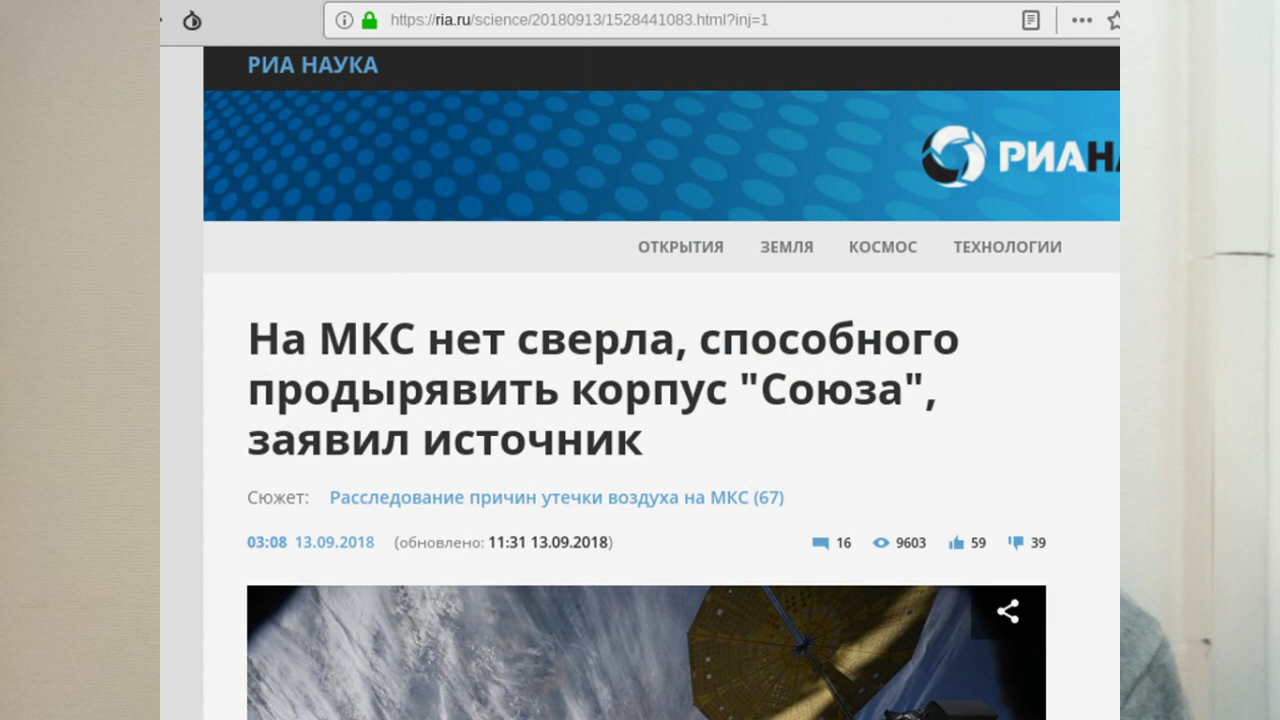 https://ria.ru/science/20180913/1528441083.html?inj=1
РИА НАУКА
РИАН
ОТКРЫТИЯ ЗЕМЛЯ КОСМОС ТЕХНОЛОГИИ
На МКС нет сверла, способного
продырявить корпус "Союза",
заявил источник
Сюжет: Расследование причин утечки воздуха на МКС (67)
03:08 13.09.2018 (обновлено: 11:31 13.09.2018)
16 9603 59 39